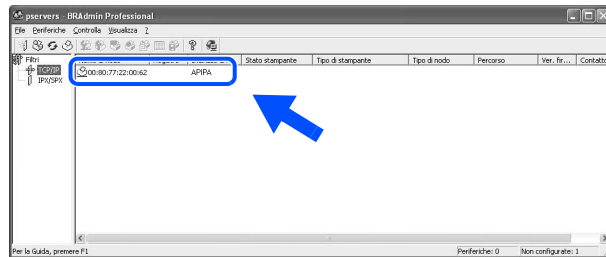 pservers - BRAdmin Professional
File Periferiche Controlla Visualizza ?
Filtri
TCP/IP
IPX/SPX
Stato stampante Tipo di stampante Tipo di nodo Percorso Ver. fir... Contatto
00:80:77:22:00:62 APIPA
Per la Guida, premere F1 Periferiche: 0 Non configurate: 1